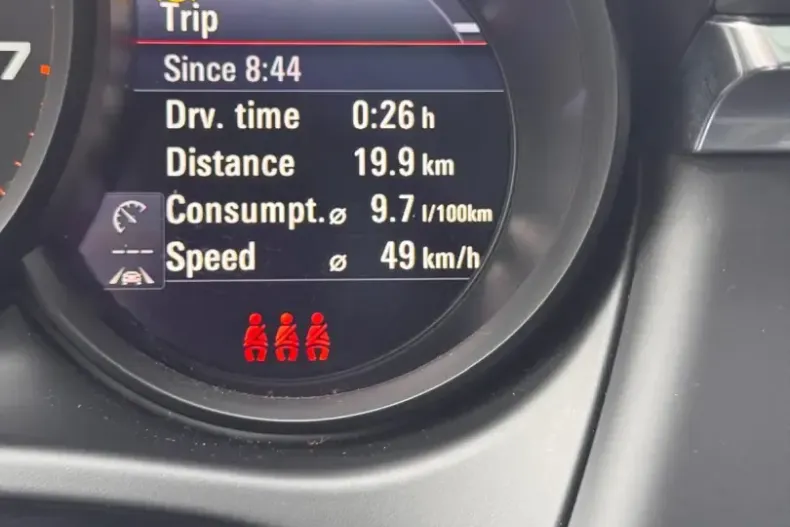 7
Trip
Since 8:44
Drv. time 0:26 h
Distance 19.9 km
Consumpt. ⌀ 9.7 l/100km
Speed ⌀ 49 km/h